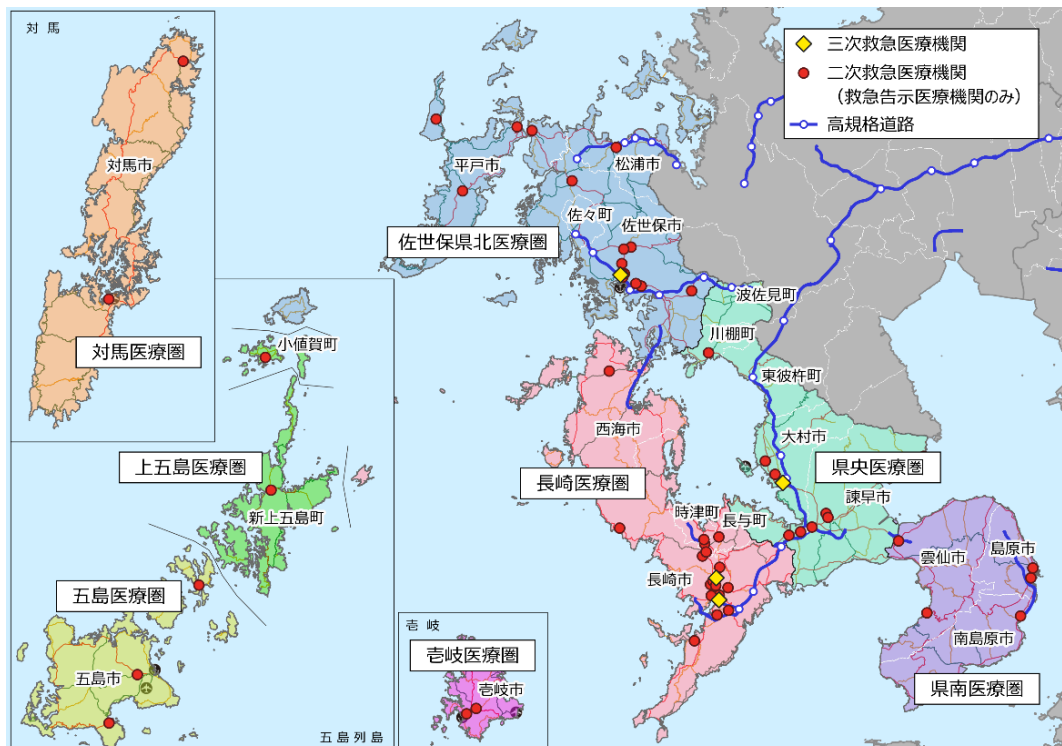 対馬
三次救急医療機関
二次救急医療機関
(救急告示医療機関のみ)
高規格道路
対馬市
平戸市
松浦市
佐々町
佐世保市
佐世保県北医療圏
波佐見町
対馬医療圏
川棚町
小値賀町
東彼杵町
西海市
大村市
上五島医療圏
県央医療圏
長崎医療圏
諫早市
新上五島町
時津町
長与町
雲仙市
島原市
五島医療圏
長崎市
壱岐
南島原市
壱岐医療圏
五島市
県南医療圏
壱岐市
五島列島